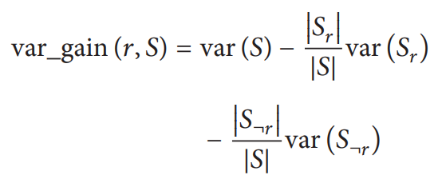 var_gain (r, S) = var (S) − |S_r|/|S| var (S_r)
− |S_¬r|/|S| var (S_¬r)